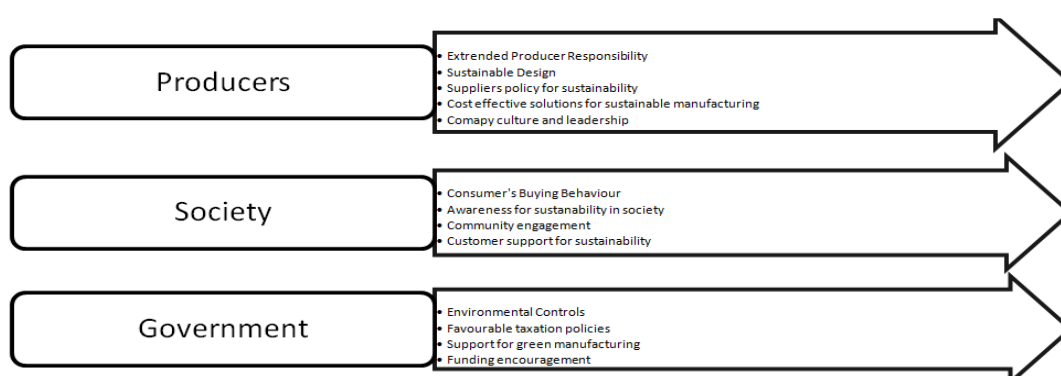 Producers
• Extrended Producer Responsibility
• Sustainable Design
• Suppliers policy for sustainability
• Cost effective solutions for sustainable manufacturing
• Comapy culture and leadership
Society
• Consumer's Buying Behaviour
• Awareness for sustanability in society
• Community engagement
• Customer support for sustainability
Government
• Environmental Controls
• Favourable taxation policies
• Support for green manufacturing
• Funding encouragement